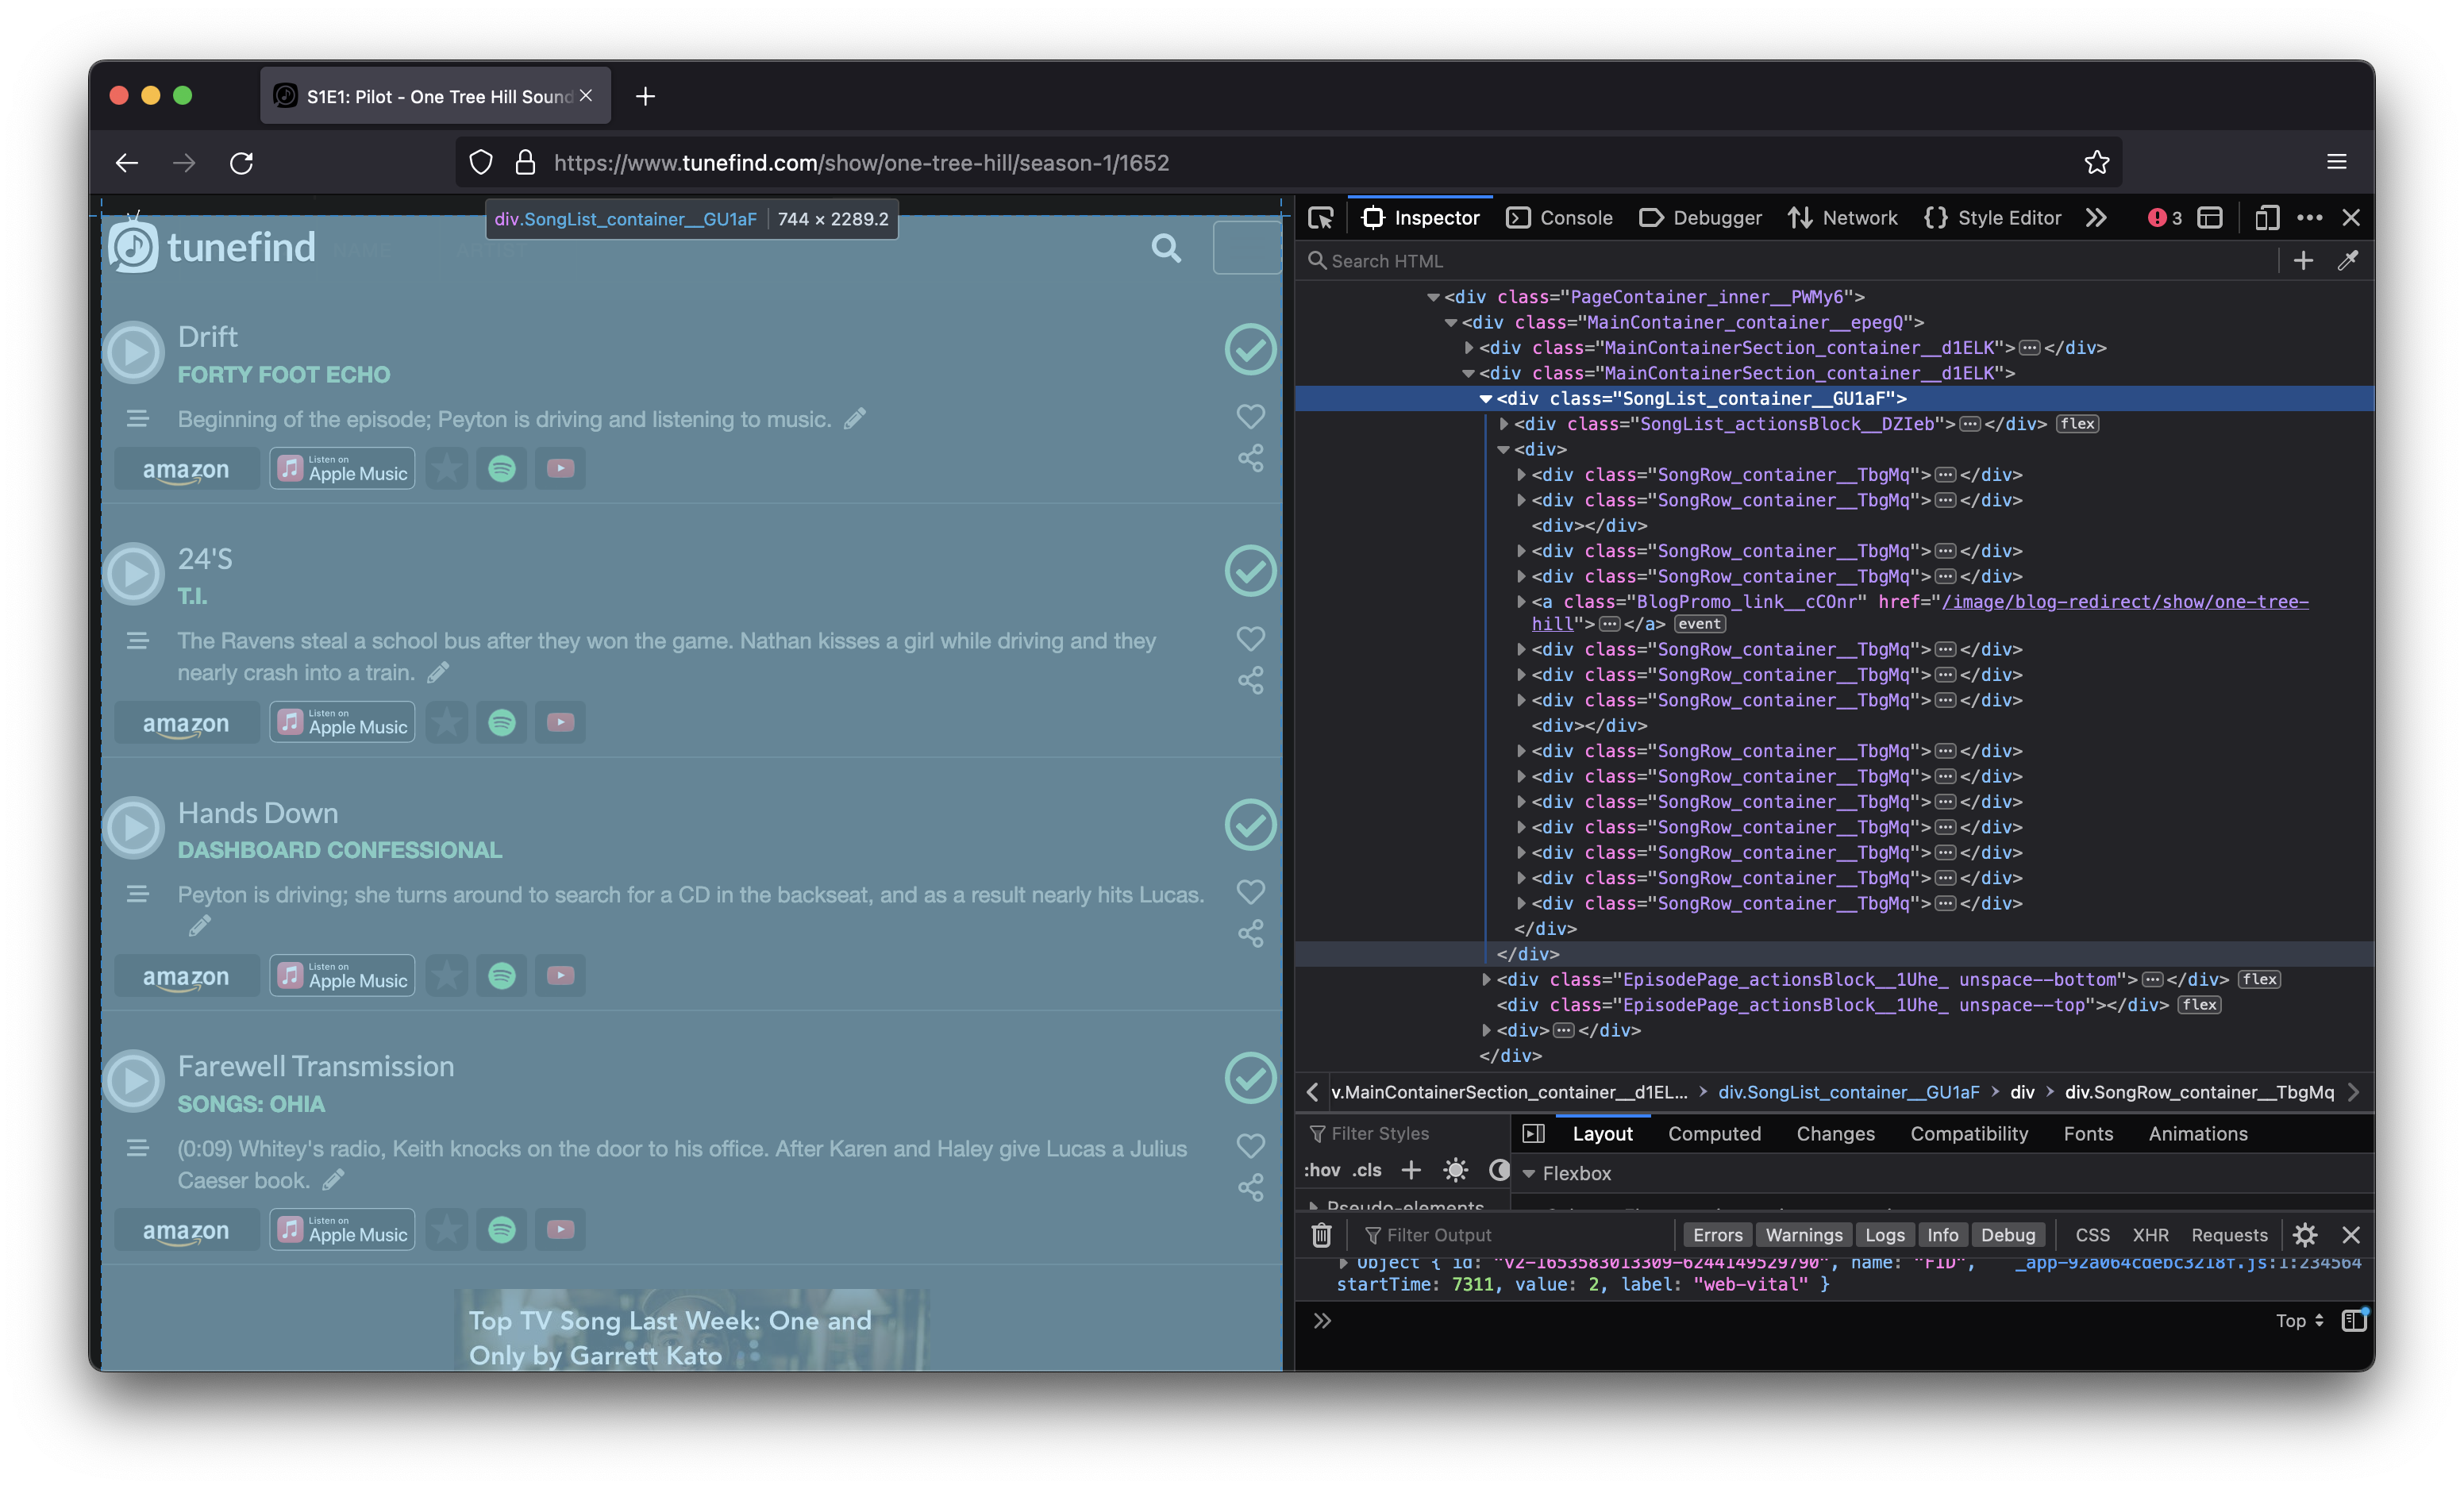 S1E1: Pilot - One Tree Hill Sound
https://www.tunefind.com/show/one-tree-hill/season-1/1652
div.SongList_container__GU1aF | 744 × 2289.2
tunefind
Drift
FORTY FOOT ECHO
Beginning of the episode; Peyton is driving and listening to music.
amazon
Listen on
Apple Music
24'S
T.I.
The Ravens steal a school bus after they won the game. Nathan kisses a girl while driving and they
nearly crash into a train.
amazon
Listen on
Apple Music
Hands Down
DASHBOARD CONFESSIONAL
Peyton is driving; she turns around to search for a CD in the backseat, and as a result nearly hits Lucas.
amazon
Listen on
Apple Music
Farewell Transmission
SONGS: OHIA
(0:09) Whitey's radio, Keith knocks on the door to his office. After Karen and Haley give Lucas a Julius
Caeser book.
amazon
Listen on
Apple Music
Top TV Song Last Week: One and
Only by Garrett Kato
Inspector Console Debugger Network Style Editor 3
Search HTML
<div class="PageContainer_inner__PWMy6">
<div class="MainContainer_container__epegQ">
<div class="MainContainerSection_container__d1ELK"></div>
<div class="MainContainerSection_container__d1ELK">
<div class="SongList_container__GU1aF">
<div class="SongList_actionsBlock__DZIeb"></div> flex
<div>
<div class="SongRow_container__TbgMq"></div>
<div class="SongRow_container__TbgMq"></div>
<div></div>
<div class="SongRow_container__TbgMq"></div>
<div class="SongRow_container__TbgMq"></div>
<a class="BlogPromo_link__cCOnr" href="/image/blog-redirect/show/one-tree-
hill"></a> event
<div class="SongRow_container__TbgMq"></div>
<div class="SongRow_container__TbgMq"></div>
<div class="SongRow_container__TbgMq"></div>
<div></div>
<div class="SongRow_container__TbgMq"></div>
<div class="SongRow_container__TbgMq"></div>
<div class="SongRow_container__TbgMq"></div>
<div class="SongRow_container__TbgMq"></div>
<div class="SongRow_container__TbgMq"></div>
<div class="SongRow_container__TbgMq"></div>
<div class="SongRow_container__TbgMq"></div>
</div>
</div>
<div class="EpisodePage_actionsBlock__1Uhe_ unspace--bottom"></div> flex
<div class="EpisodePage_actionsBlock__1Uhe_ unspace--top"></div> flex
<div></div>
</div>
v.MainContainerSection_container__d1EL... > div.SongList_container__GU1aF > div > div.SongRow_container__TbgMq
Filter Styles
:hov .cls
Pseudo-elements
Layout Computed Changes Compatibility Fonts Animations
Flexbox
Filter Output Errors Warnings Logs Info Debug CSS XHR Requests
Object { id: "v2-1653583013309-6244149529790", name: "FID", _app-92a064cdebc3218f.js:1:234564
startTime: 7311, value: 2, label: "web-vital" }
Top